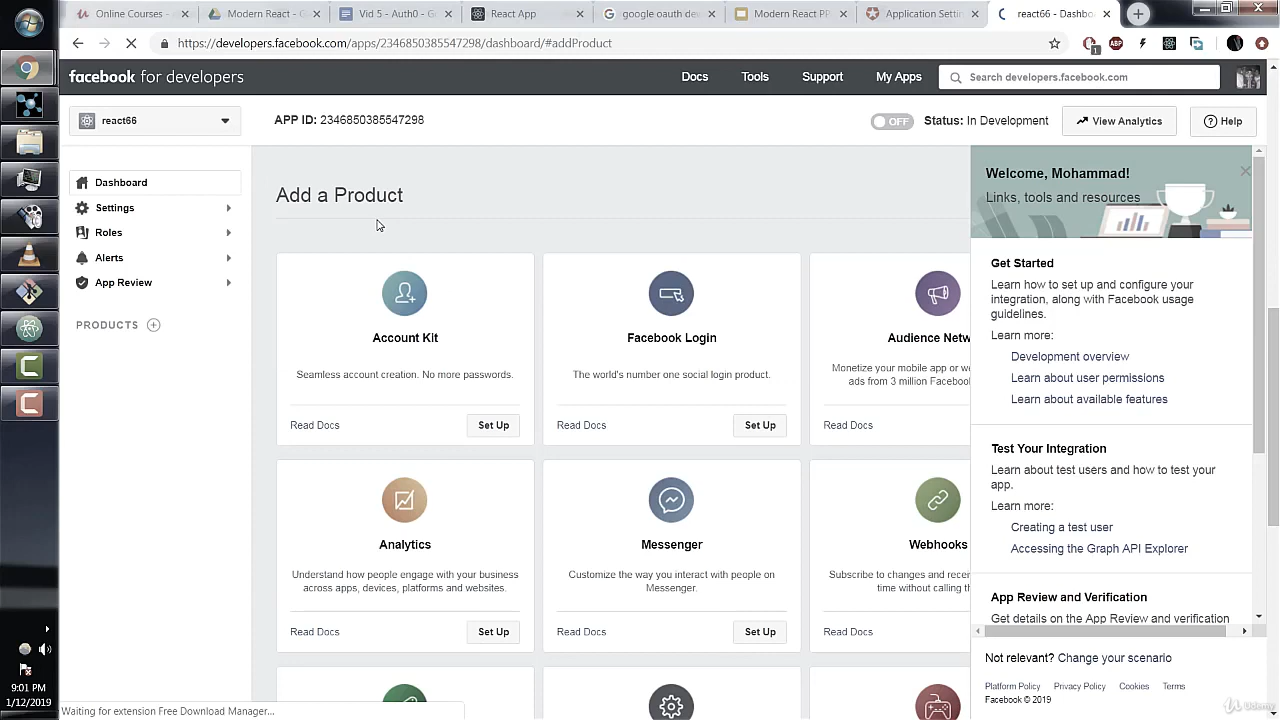 Online Courses -
Modern React - G
Vid 5 - Auth0 - G
React App
google oauth dev
Modern React PP
Application Settin
react66 - Dashbo
https://developers.facebook.com/apps/2346850385547298/dashboard/#addProduct
1
ABP
facebook for developers
Docs
Tools
Support
My Apps
Search developers.facebook.com
react66
APP ID: 2346850385547298
OFF
Status: In Development
View Analytics
Help
Dashboard
Settings
Roles
Alerts
App Review
PRODUCTS
Add a Product
Account Kit
Seamless account creation. No more passwords.
Read Docs
Set Up
Facebook Login
The world's number one social login product.
Read Docs
Set Up
Audience Netw
Monetize your mobile app or we
ads from 3 million Facebook
Read Docs
Analytics
Understand how people engage with your business
across apps, devices, platforms and websites.
Read Docs
Set Up
Messenger
Customize the way you interact with people on
Messenger.
Read Docs
Set Up
Webhooks
Subscribe to changes and rece
time without calling th
Read Docs
Welcome, Mohammad!
Links, tools and resources
Get Started
Learn how to set up and configure your
integration, along with Facebook usage
guidelines.
Learn more:
Development overview
Learn about user permissions
Learn about available features
Test Your Integration
Learn about test users and how to test your
app.
Learn more:
Creating a test user
Accessing the Graph API Explorer
App Review and Verification
Get details on the App Review and verification
Not relevant? Change your scenario
Platform Policy
Privacy Policy
Cookies
Terms
Facebook © 2019
9:01 PM
1/12/2019
Waiting for extension Free Download Manager...
Udemy